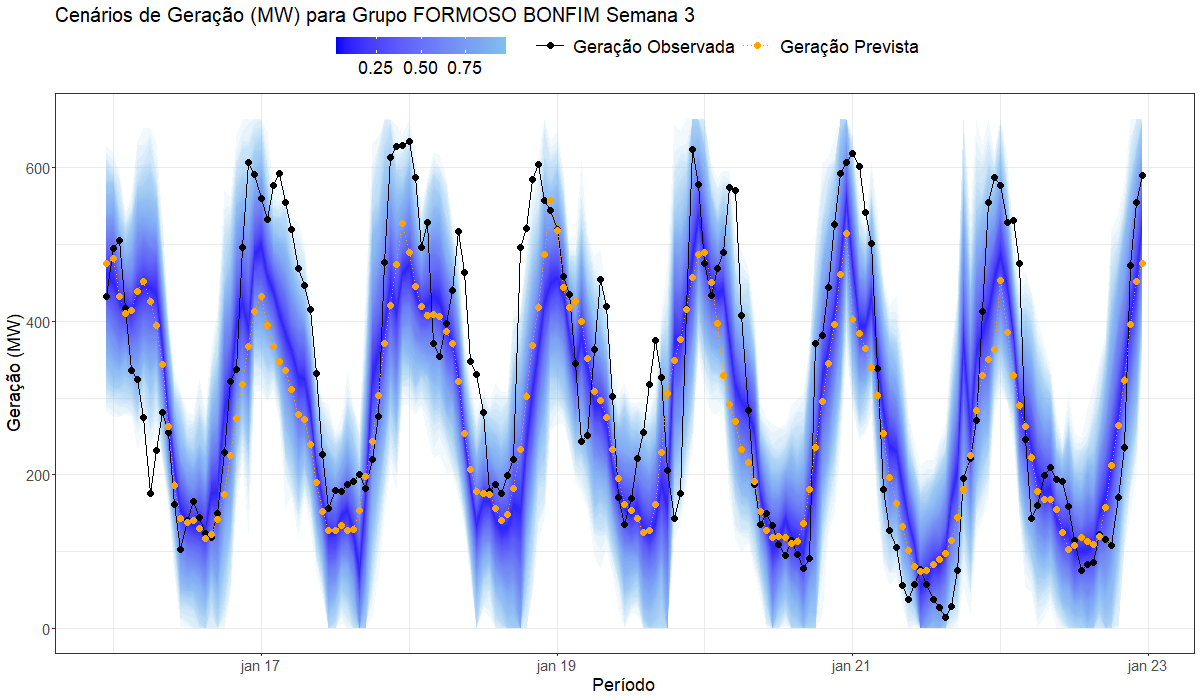 Cenários de Geração (MW) para Grupo FORMOSO BONFIM Semana 3
0.25 0.50 0.75 Geração Observada Geração Prevista
600
400
200
0
Geração (MW)
jan 17 jan 19 jan 21 jan 23
Período